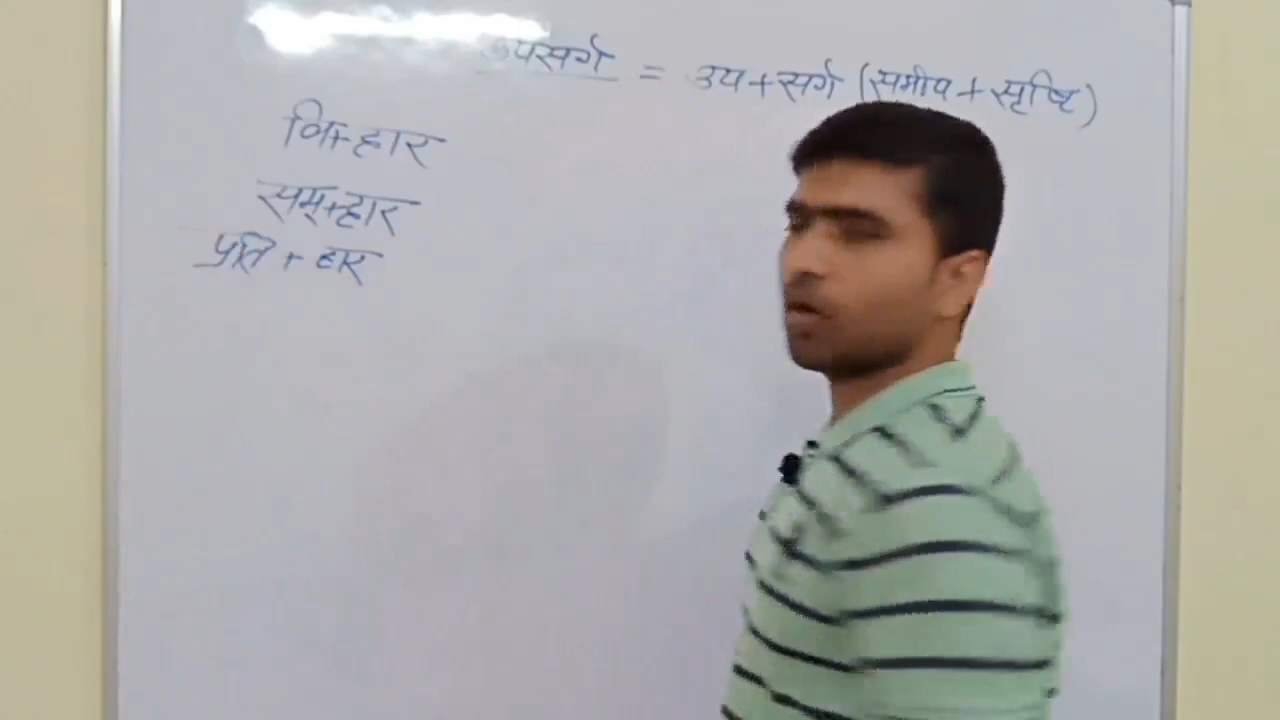 उपसर्ग = उप+सर्ग (समीप + सृष्टि)
वि+हार
सम्+हार
प्रति + हार